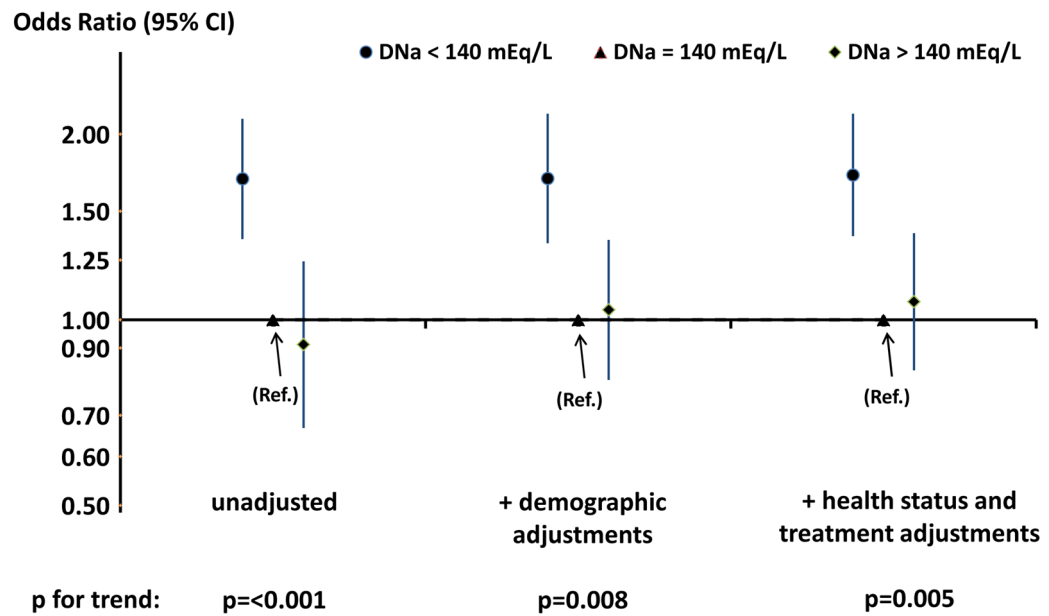 Odds Ratio (95% CI)
DNa < 140 mEq/L
DNa = 140 mEq/L
DNa > 140 mEq/L
2.00
1.50
1.25
1.00
0.90
0.70
0.60
0.50
(Ref.)
(Ref.)
(Ref.)
unadjusted
+ demographic
adjustments
+ health status and
treatment adjustments
p for trend:
p=<0.001
p=0.008
p=0.005